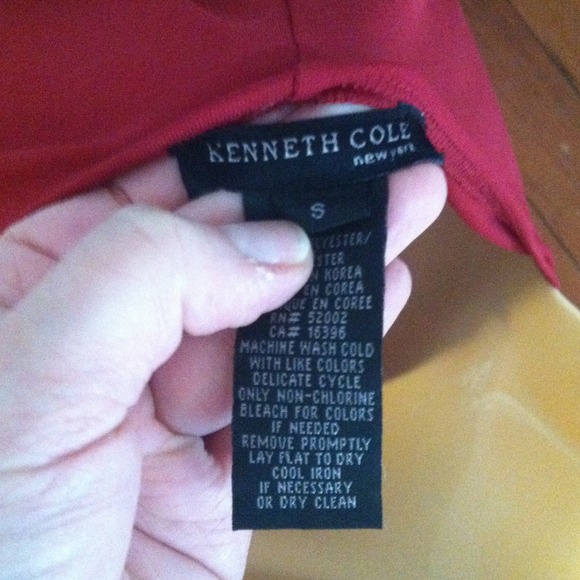 KENNETH COLE
new york
S
KOREA
EN COREA
EN COREE
RN# 52002
CA# 16396
MACHINE WASH COLD
WITH LIKE COLORS
DELICATE CYCLE
ONLY NON-CHLORINE
BLEACH FOR COLORS
IF NEEDED
REMOVE PROMPTLY
LAY FLAT TO DRY
COOL IRON
IF NECESSARY
OR DRY CLEAN